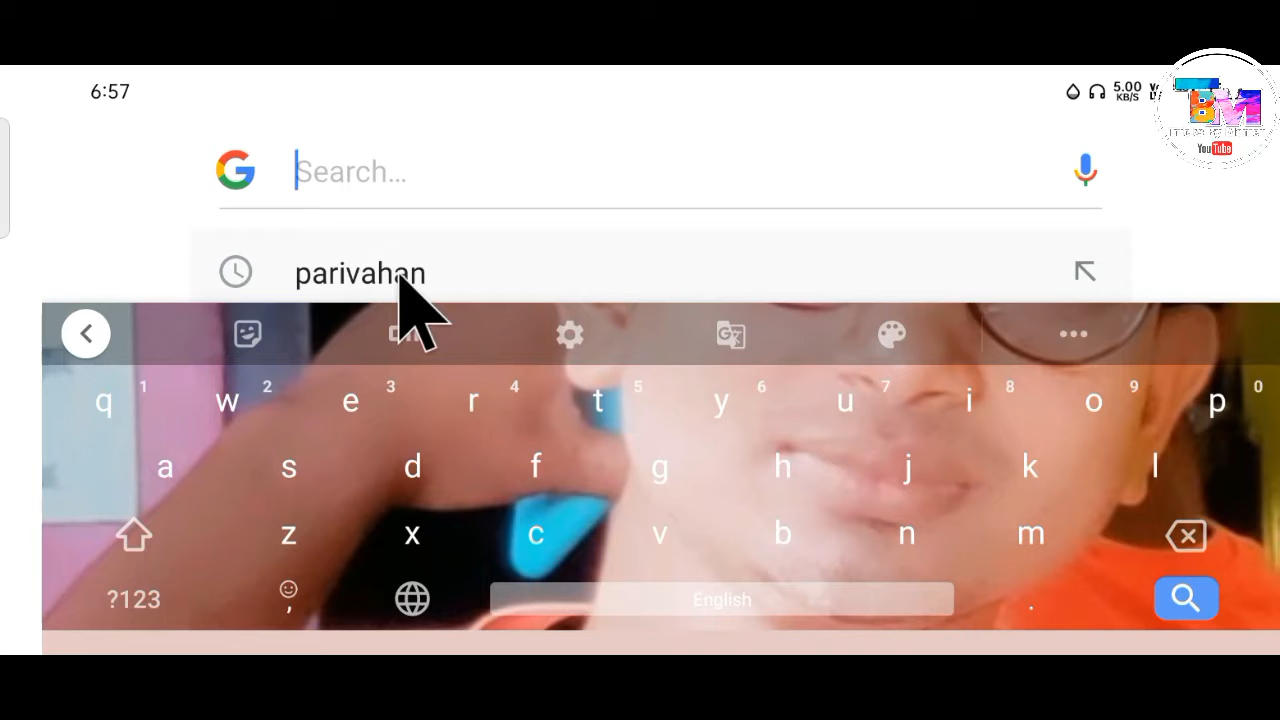 6:57
5.00
KB/S
BM
YouTube
Search...
parivahan
1 2 3 4 5 6 7 8 9 0
q w e r t y u i o p
a s d f g h j k l
z x c v b n m
?123 , English .